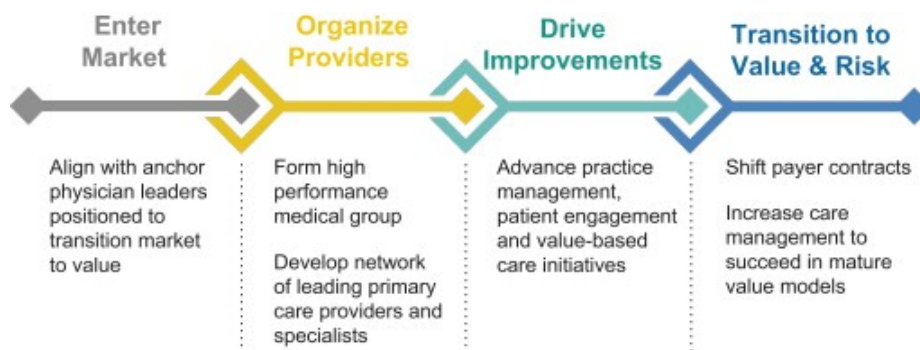 Enter
Market
Organize
Providers
Drive
Improvements
Transition to
Value & Risk
Align with anchor
physician leaders
positioned to
transition market
to value
Form high
performance
medical group
Develop network
of leading primary
care providers and
specialists
Advance practice
management,
patient engagement
and value-based
care initiatives
Shift payer contracts
Increase care
management to
succeed in mature
value models